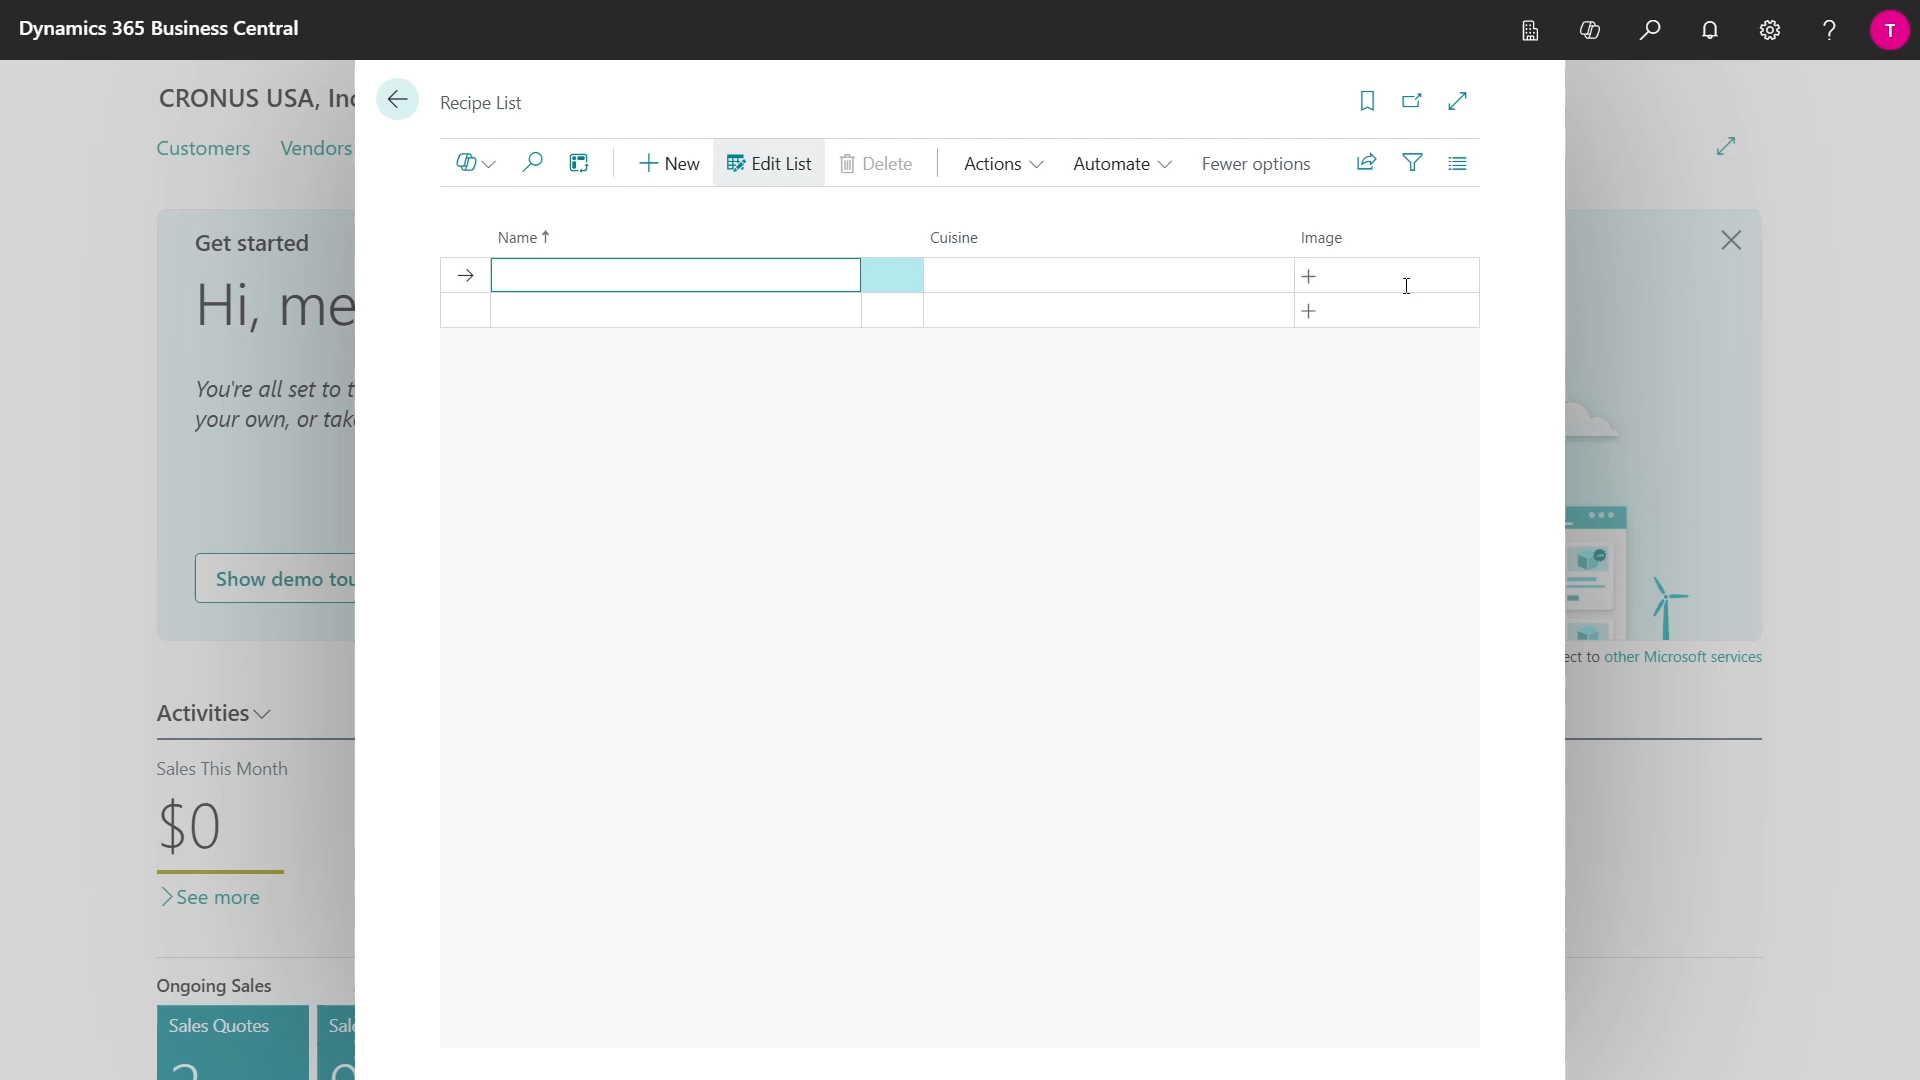 Dynamics 365 Business Central
T
CRONUS USA, Inc
Customers Vendors
Recipe List
New Edit List Delete Actions Automate Fewer options
Name ↑ Cuisine Image
Get started
Hi, me
You're all set to t
your own, or take
Show demo tou
ect to other Microsoft services
Activities
Sales This Month
$0
See more
Ongoing Sales
Sales Quotes Sale